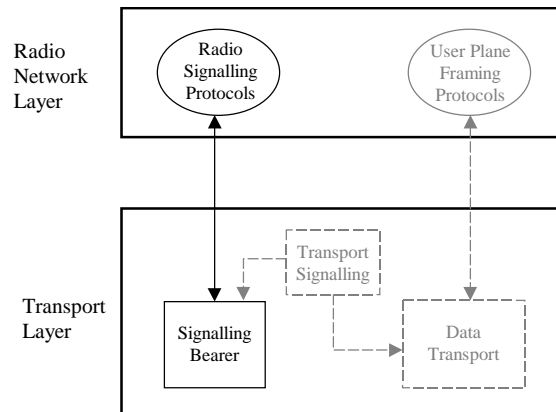 Radio
Network
Layer
Radio
Signalling
Protocols
User Plane
Framing
Protocols
Transport
Layer
Transport
Signalling
Signalling
Bearer
Data
Transport